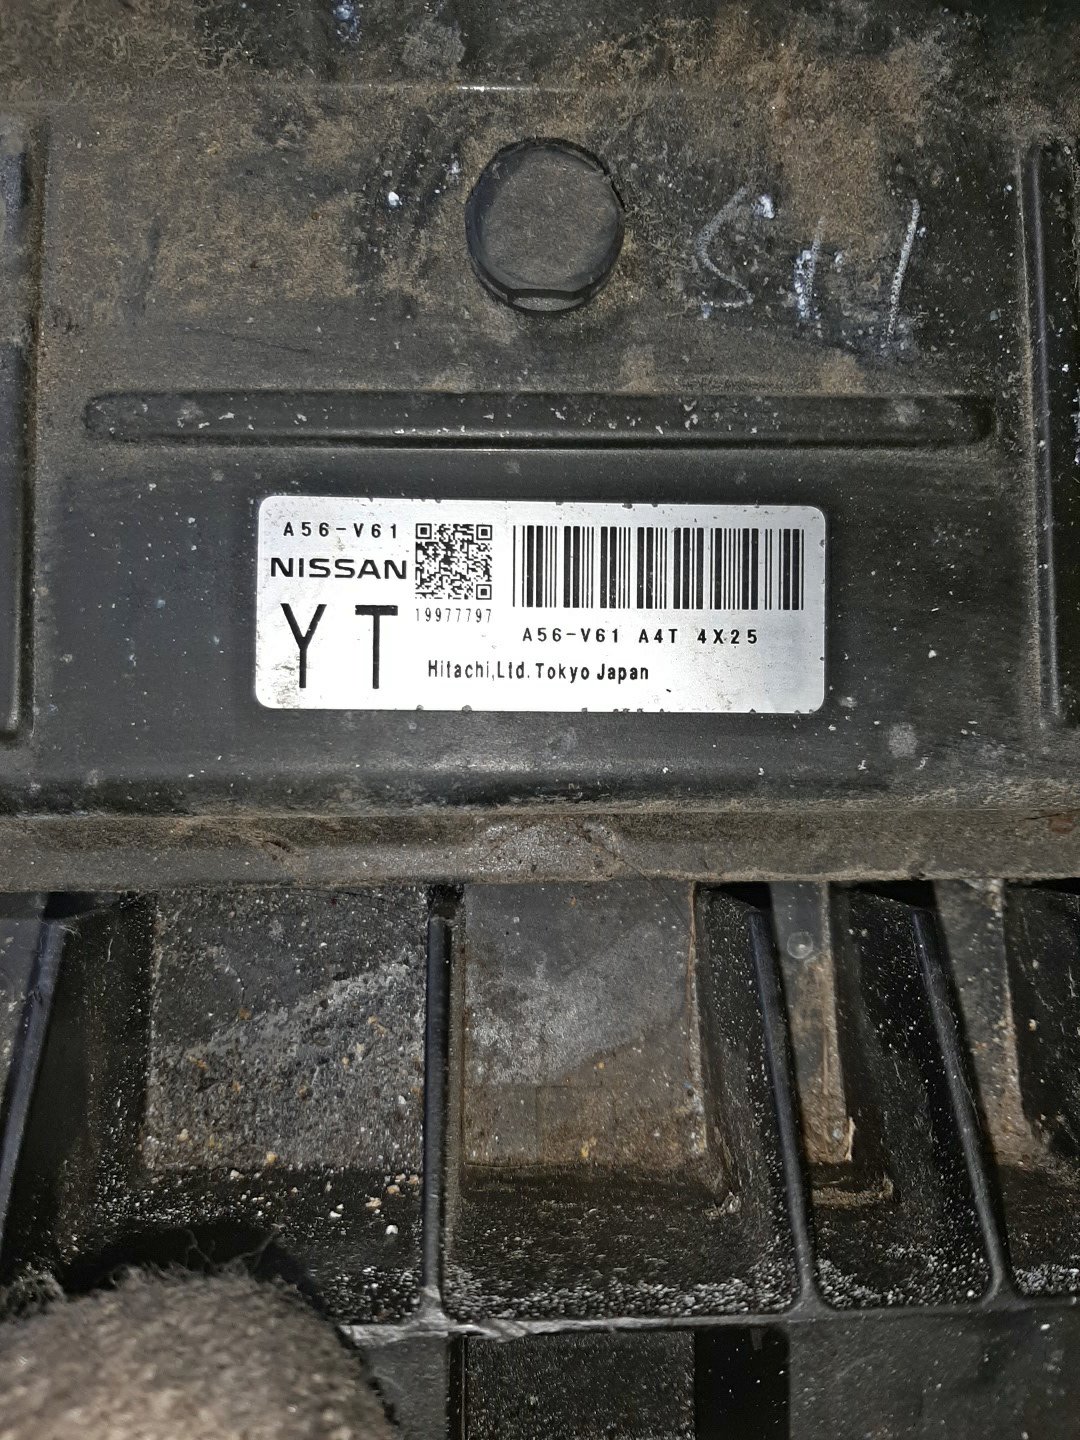 A56-V61
NISSAN
YT
19977797
A56-V61 A4T 4X25
Hitachi,Ltd.Tokyo Japan